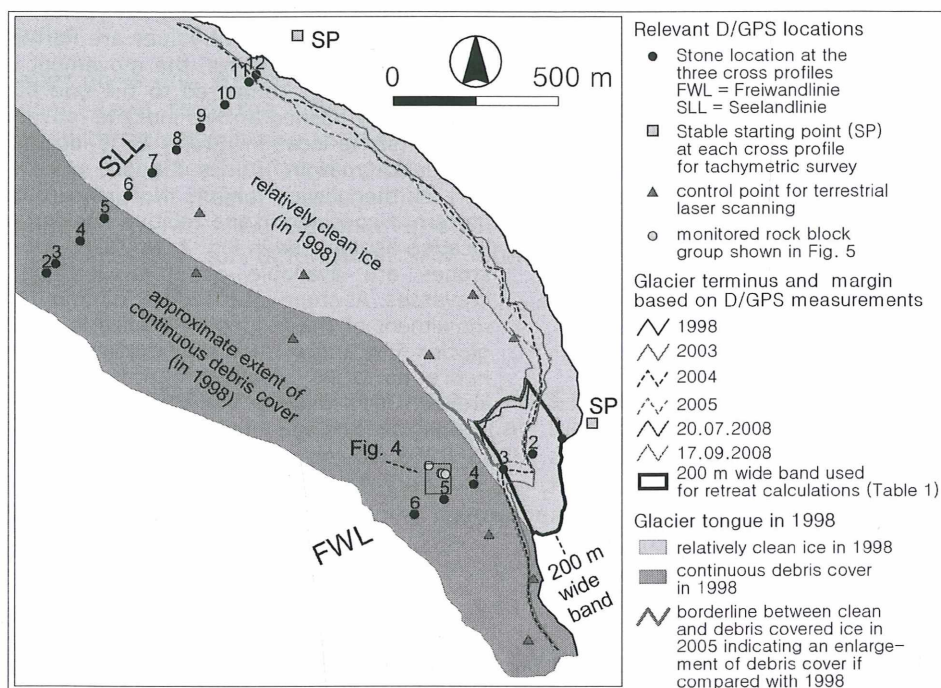 SP
0 500 m
12
11
10
9
8
7
6
5
4
3
2
SLL
relatively clean ice
(in 1998)
approximate extent of
continuous debris cover
(in 1998)
SP
Fig. 4
2
3
4
5
6
FWL
200 m
wide
band
Relevant D/GPS locations
Stone location at the
three cross profiles
FWL = Freiwandlinie
SLL = Seelandlinie
Stable starting point (SP)
at each cross profile
for tachymetric survey
control point for terrestrial
laser scanning
monitored rock block
group shown in Fig. 5
Glacier terminus and margin
based on D/GPS measurements
1998
2003
2004
2005
20.07.2008
17.09.2008
200 m wide band used
for retreat calculations (Table 1)
Glacier tongue in 1998
relatively clean ice in 1998
continuous debris cover
in 1998
borderline between clean
and debris covered ice in
2005 indicating an enlarge-
ment of debris cover if
compared with 1998